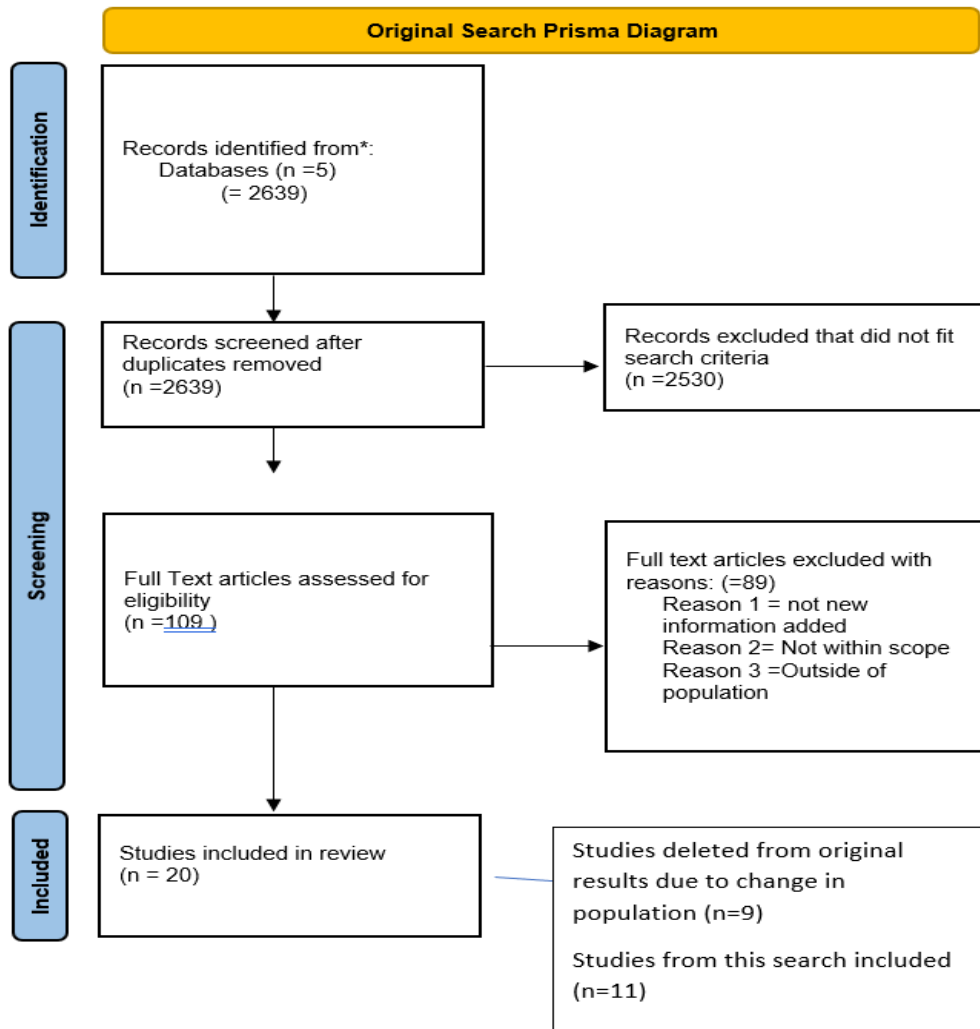 Original Search Prisma Diagram
Identification
Records identified from*:
Databases (n =5)
(= 2639)
Screening
Records screened after
duplicates removed
(n =2639)
Records excluded that did not fit
search criteria
(n =2530)
Full Text articles assessed for
eligibility
(n =109 )
Full text articles excluded with
reasons: (=89)
Reason 1 = not new
information added
Reason 2= Not within scope
Reason 3 =Outside of
population
Included
Studies included in review
(n = 20)
Studies deleted from original
results due to change in
population (n=9)
Studies from this search included
(n=11)